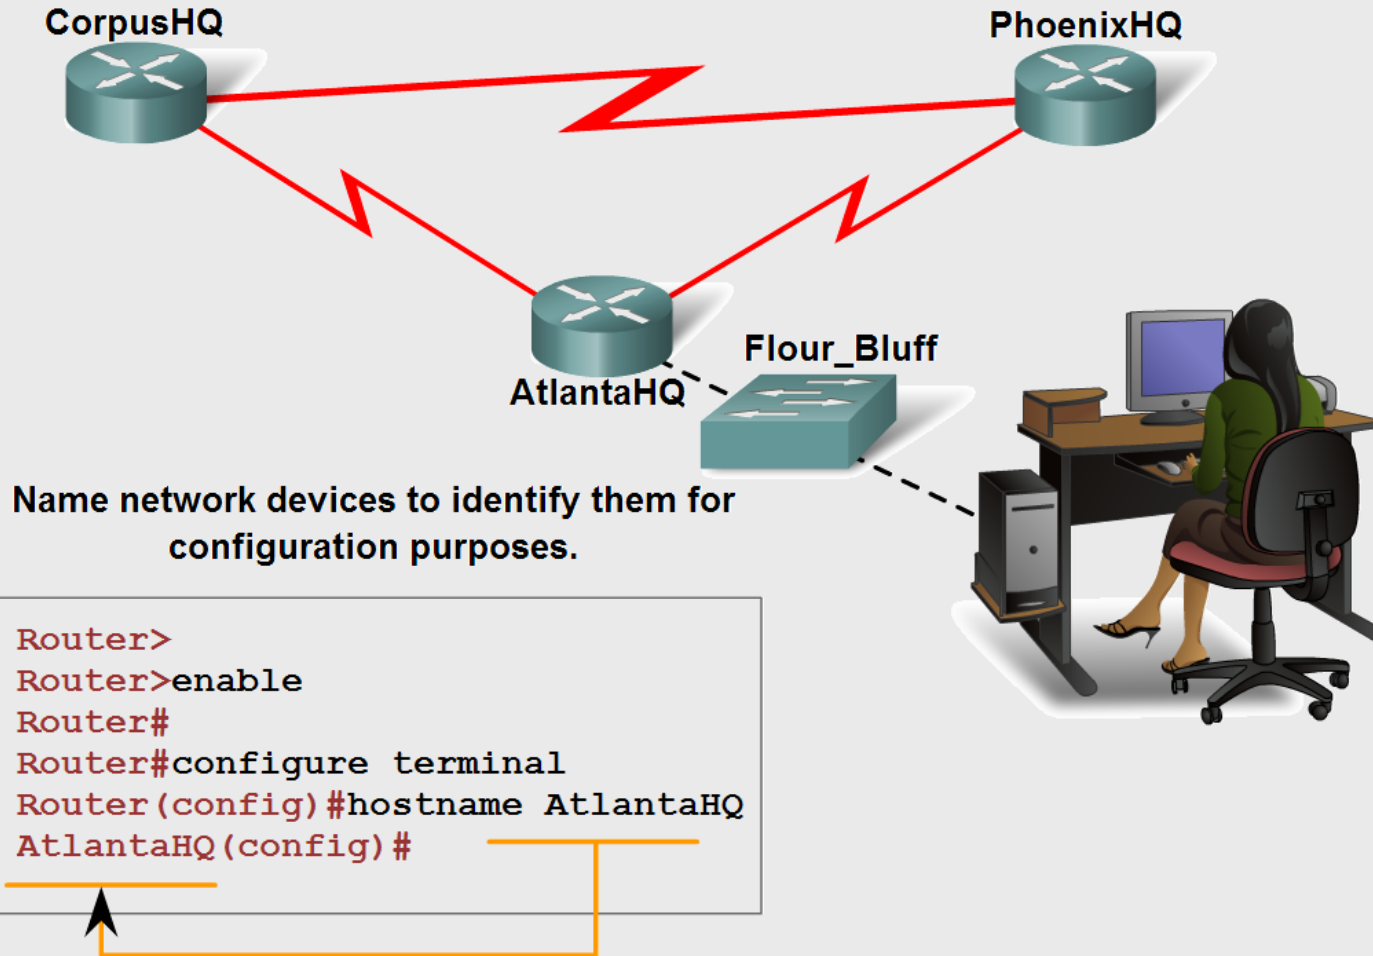 CorpusHQ
PhoenixHQ
Flour_Bluff
AtlantaHQ
Name network devices to identify them for
configuration purposes.
Router>
Router>enable
Router#
Router#configure terminal
Router(config)#hostname AtlantaHQ
AtlantaHQ(config)#